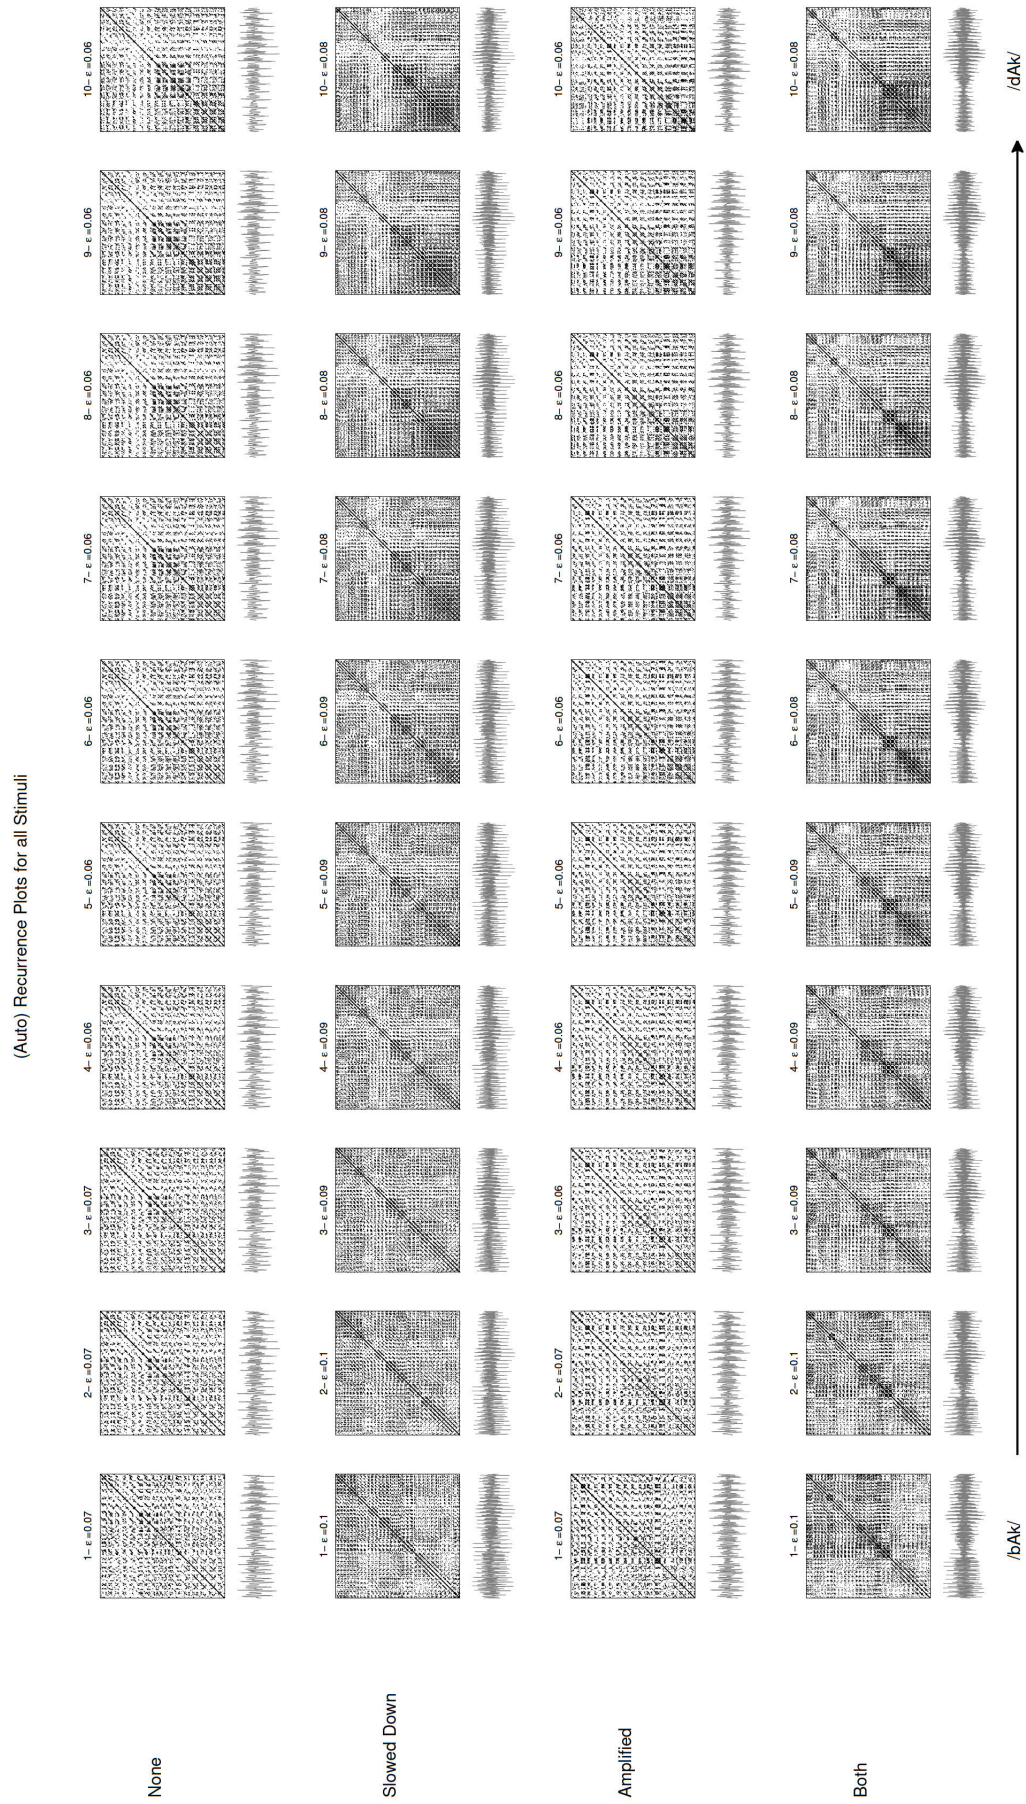 (Auto) Recurrence Plots for all Stimuli
None
1− ε =0.07
2− ε =0.07
3− ε =0.07
4− ε =0.06
5− ε =0.06
6− ε =0.06
7− ε =0.06
8− ε =0.06
9− ε =0.06
10− ε =0.06
Slowed Down
1− ε =0.1
2− ε =0.1
3− ε =0.09
4− ε =0.09
5− ε =0.09
6− ε =0.09
7− ε =0.08
8− ε =0.08
9− ε =0.08
10− ε =0.08
Amplified
1− ε =0.07
2− ε =0.07
3− ε =0.06
4− ε =0.06
5− ε =0.06
6− ε =0.06
7− ε =0.06
8− ε =0.06
9− ε =0.06
10− ε =0.06
Both
1− ε =0.1
2− ε =0.1
3− ε =0.09
4− ε =0.09
5− ε =0.09
6− ε =0.08
7− ε =0.08
8− ε =0.08
9− ε =0.08
10− ε =0.08
/bAk/
/dAk/